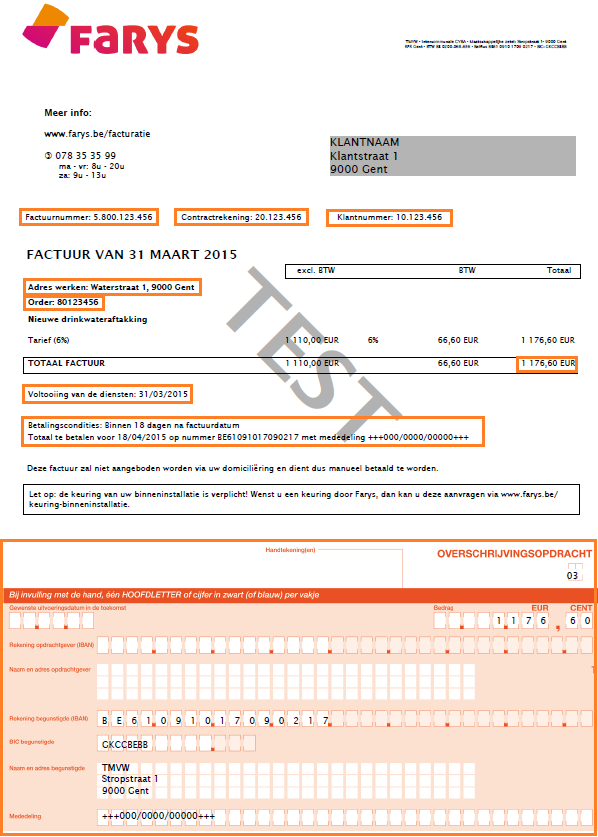 FARYS
TMVW
Meer info:
www.farys.be/facturatie
078 35 35 99
ma - vr: 8u - 20u
za: 9u - 13u
KLANTNAAM
Klantstraat 1
9000 Gent
Factuurnummer: 5.800.123.456 Contractrekening: 20.123.456 Klantnummer: 10.123.456
FACTUUR VAN 31 MAART 2015
excl. BTW BTW Totaal
Adres werken: Waterstraat 1, 9000 Gent
Order: 80123456
Nieuwe drinkwateraftakking
Tarief (6%) 1 110,00 EUR 6% 66,60 EUR 1 176,60 EUR
TOTAAL FACTUUR 1 110,00 EUR 66,60 EUR 1 176,60 EUR
TEST
Voltooiing van de diensten: 31/03/2015
Betalingscondities: Binnen 18 dagen na factuurdatum
Totaal te betalen voor 18/04/2015 op nummer BE61091017090217 met mededeling +++000/0000/00000+++
Deze factuur zal niet aangeboden worden via uw domiciliëring en dient dus manueel betaald te worden.
Let op: de keuring van uw binneninstallatie is verplicht! Wenst u een keuring door Farys, dan kan u deze aanvragen via www.farys.be/
keuring-binneninstallatie.
Handtekening(en)
OVERSCHRIJVINGSOPDRACHT
03
Bij invulling met de hand, één HOOFDLETTER of cijfer in zwart (of blauw) per vakje
Gewenste uitvoeringsdatum in de toekomst Bedrag EUR CENT
1 1 7 6 , 6 0
Rekening opdrachtgever (IBAN)
Naam en adres opdrachtgever
Rekening begunstigde (IBAN) B E 6 1 0 9 1 0 1 7 0 9 0 2 1 7
BIC begunstigde GKCCBEBB
Naam en adres begunstigde TMVW
Stropstraat 1
9000 Gent
Mededeling +++000/0000/00000+++